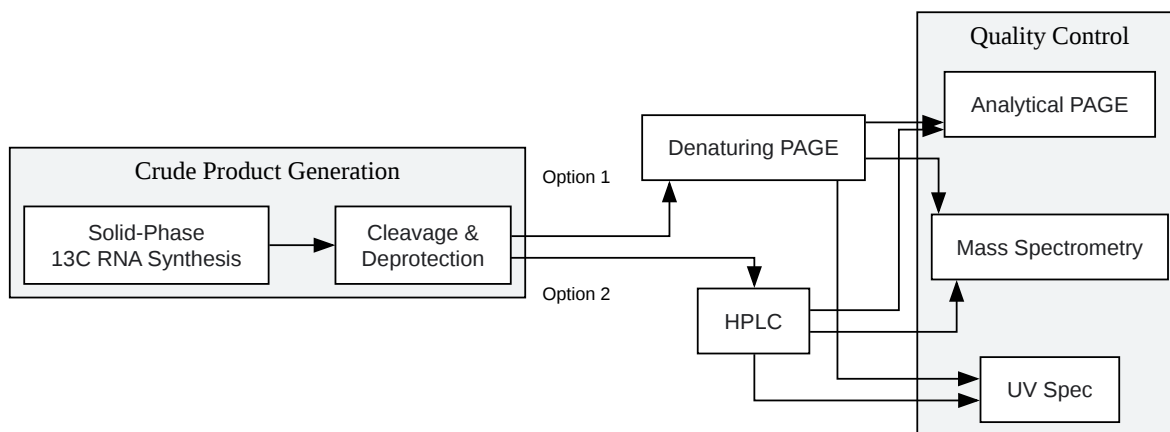 Quality Control
Analytical PAGE
Denaturing PAGE
Crude Product Generation
Option 1
Solid-Phase
13C RNA Synthesis
Cleavage &
Deprotection
Mass Spectrometry
Option 2
HPLC
UV Spec